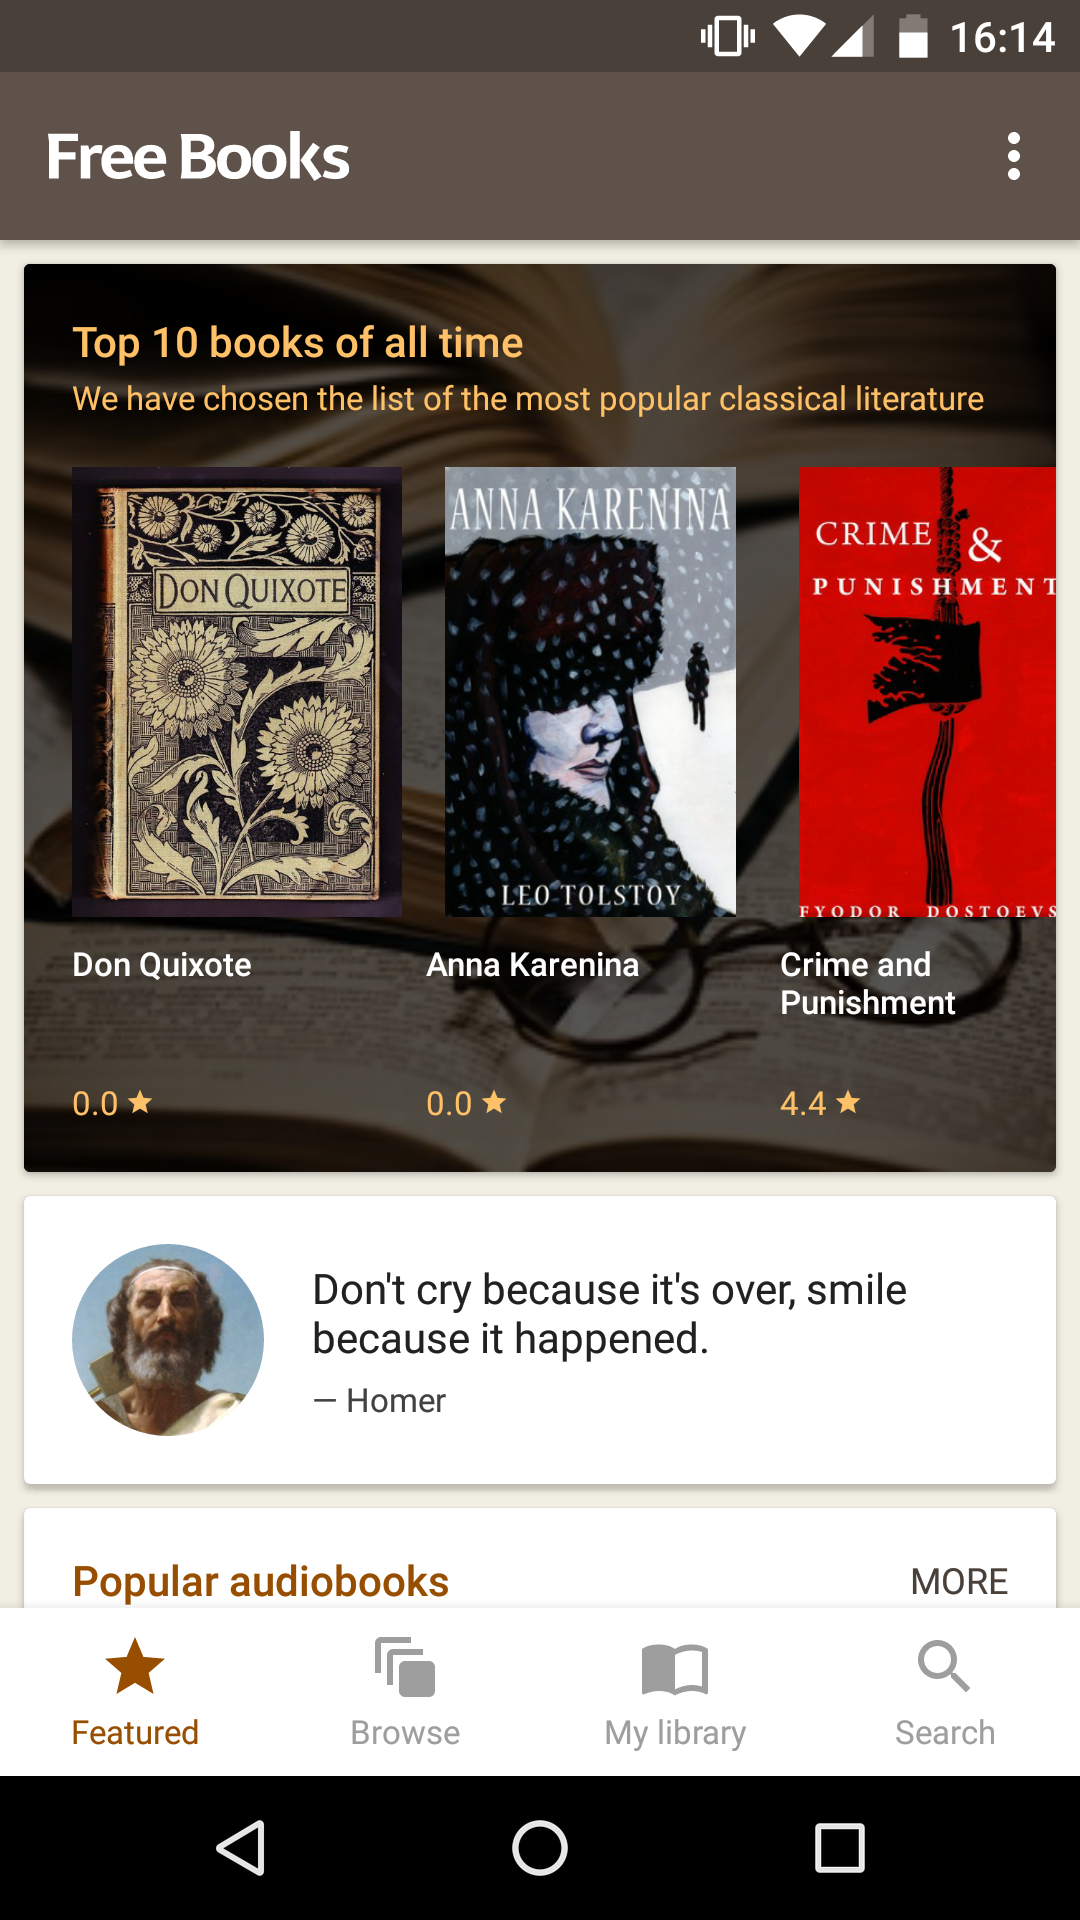 16:14
Free Books
Top 10 books of all time
We have chosen the list of the most popular classical literature
DON QUIXOTE
ANNA KARENINA
LEO TOLSTOY
CRIME &
PUNISHMENT
FYODOR DOSTOEVS
Don Quixote
Anna Karenina
Crime and
Punishment
0.0
0.0
4.4
Don't cry because it's over, smile
because it happened.
— Homer
Popular audiobooks
MORE
Featured
Browse
My library
Search